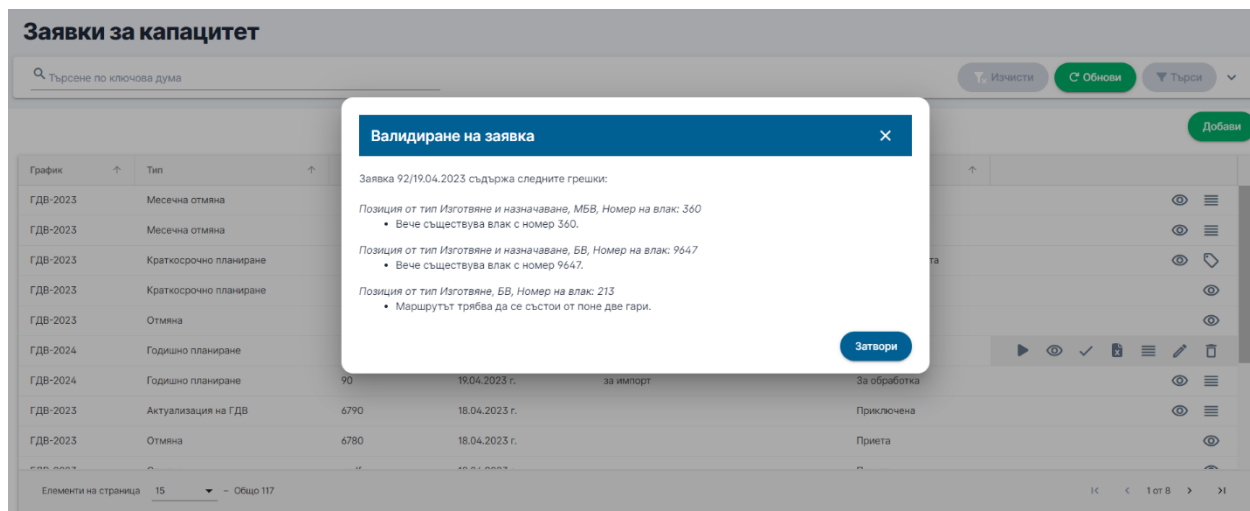 Заявки за капацитет
Търсене по ключова дума
Изчисти
Обнови
Търси
Добави
График Тип
Валидиране на заявка
Заявка 92/19.04.2023 съдържа следните грешки:
Позиция от тип Изготвяне и назначаване, МБВ, Номер на влак: 360
• Вече съществува влак с номер 360.
Позиция от тип Изготвяне и назначаване, БВ, Номер на влак: 9647
• Вече съществува влак с номер 9647.
Позиция от тип Изготвяне, БВ, Номер на влак: 213
• Маршрутът трябва да се състои от поне две гари.
Затвори
ГДВ-2023 Месечна отмяна
ГДВ-2023 Месечна отмяна
ГДВ-2023 Краткосрочно планиране
ГДВ-2023 Краткосрочно планиране
ГДВ-2023 Отмяна
ГДВ-2024 Годишно планиране
ГДВ-2024 Годишно планиране 90 19.04.2023 г. за импорт За обработка
ГДВ-2023 Актуализация на ГДВ 6790 18.04.2023 г. Приключена
ГДВ-2023 Отмяна 6780 18.04.2023 г. Приета
Елементи на страница 15 – Общо 117
1 от 8